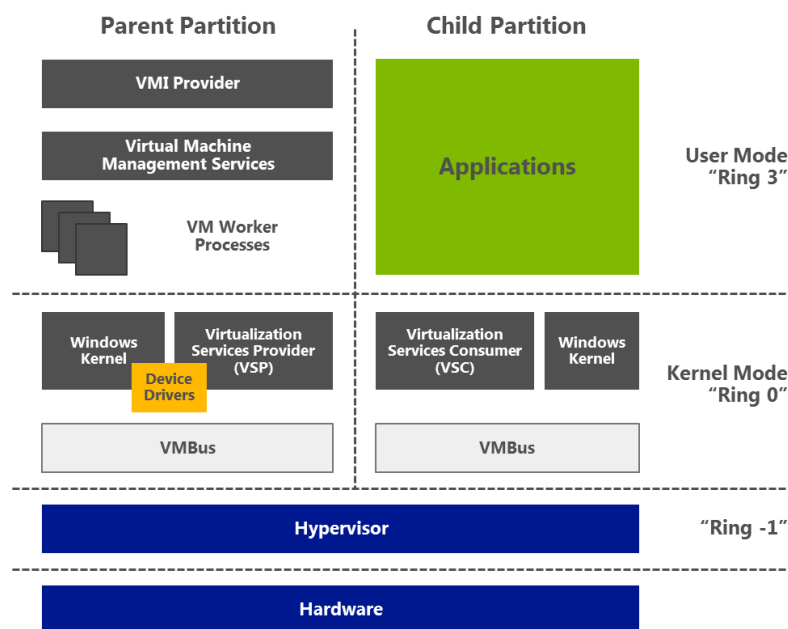 Parent Partition
Child Partition
VMI Provider
Virtual Machine
Management Services
VM Worker
Processes
Applications
User Mode
“Ring 3”
Windows
Kernel
Virtualization
Services Provider
(VSP)
Device
Drivers
Virtualization
Services Consumer
(VSC)
Windows
Kernel
Kernel Mode
“Ring 0”
VMBus
VMBus
Hypervisor
“Ring -1”
Hardware